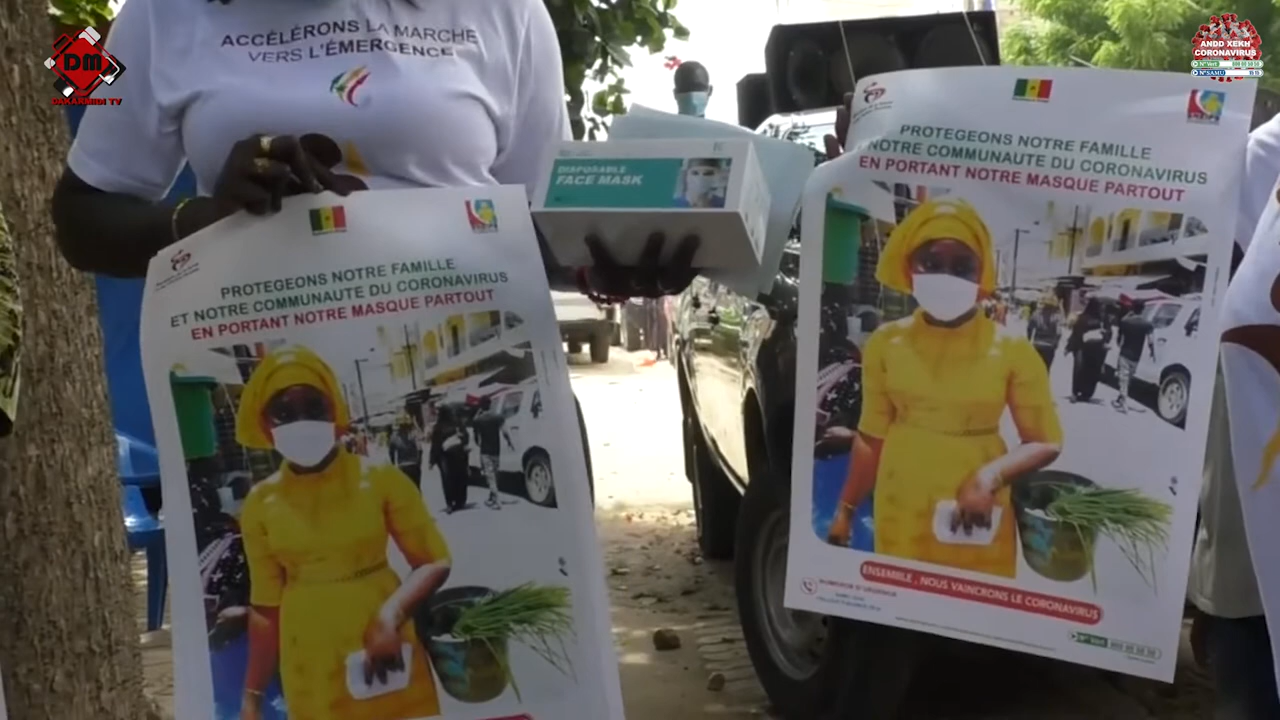 DM
DAKARMIDI TV
ACCÉLÉRONS LA MARCHE
VERS L'ÉMERGENCE
ANDD XEKH
CORONAVIRUS
N° Vert
N°SAMU
DISPOSABLE
FACE MASK
PROTEGEONS NOTRE FAMILLE
ET NOTRE COMMUNAUTE DU CORONAVIRUS
EN PORTANT NOTRE MASQUE PARTOUT
PROTEGEONS NOTRE FAMILLE
NOTRE COMMUNAUTE DU CORONAVIRUS
EN PORTANT NOTRE MASQUE PARTOUT
ENSEMBLE , NOUS VAINCRONS LE CORONAVIRUS